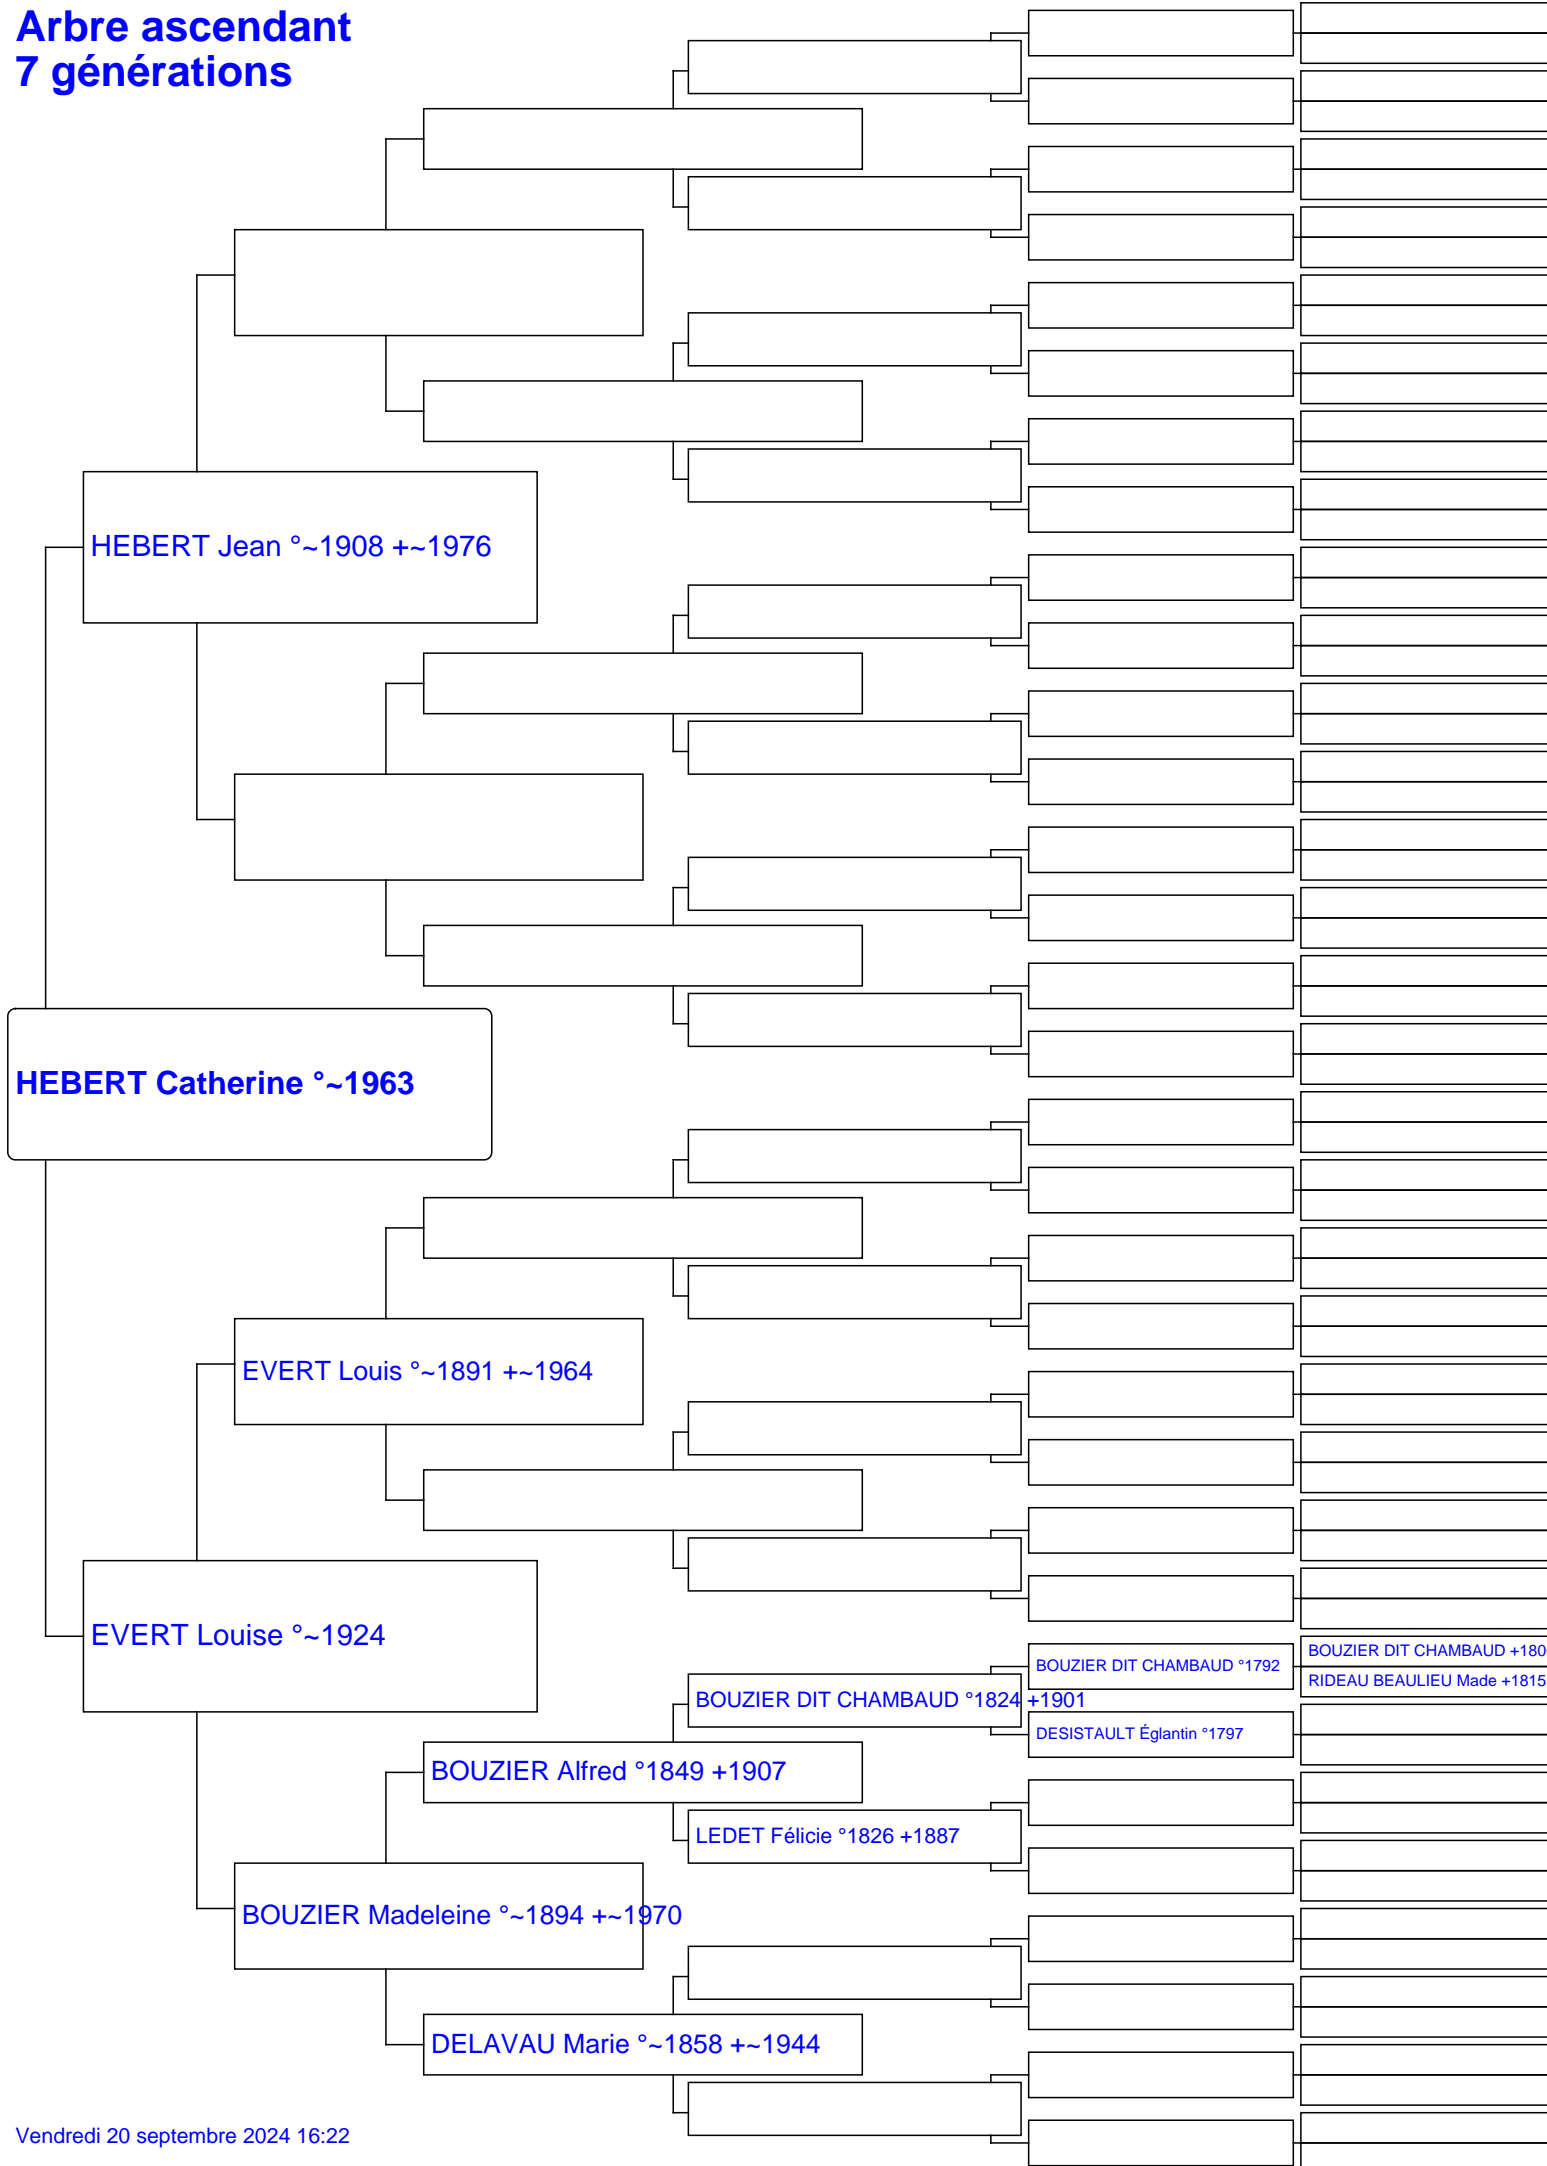 Arbre ascendant
7 générations
HEBERT Jean °~1908 +~1976
HEBERT Catherine °~1963
EVERT Louis °~1891 +~1964
EVERT Louise °~1924
BOUZIER DIT CHAMBAUD +180
BOUZIER DIT CHAMBAUD °1792
RIDEAU BEAULIEU Made +1815
BOUZIER DIT CHAMBAUD °1824 +1901
DESISTAULT Églantin °1797
BOUZIER Alfred °1849 +1907
LEDET Félicie °1826 +1887
BOUZIER Madeleine °~1894 +~1970
DELAVAU Marie °~1858 +~1944
Vendredi 20 septembre 2024 16:22